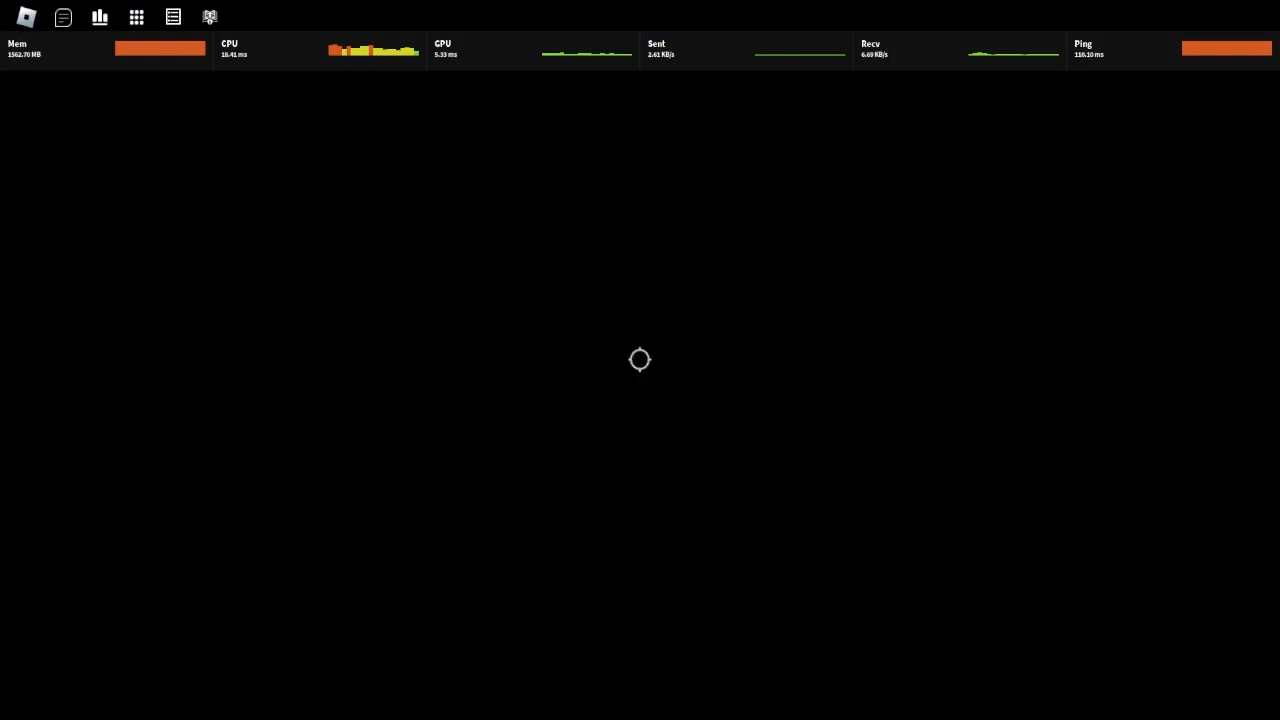 Mem
1562.70 MB
CPU
18.41 ms
GPU
5.33 ms
Sent
2.61 KB/s
Recv
6.69 KB/s
Ping
110.10 ms